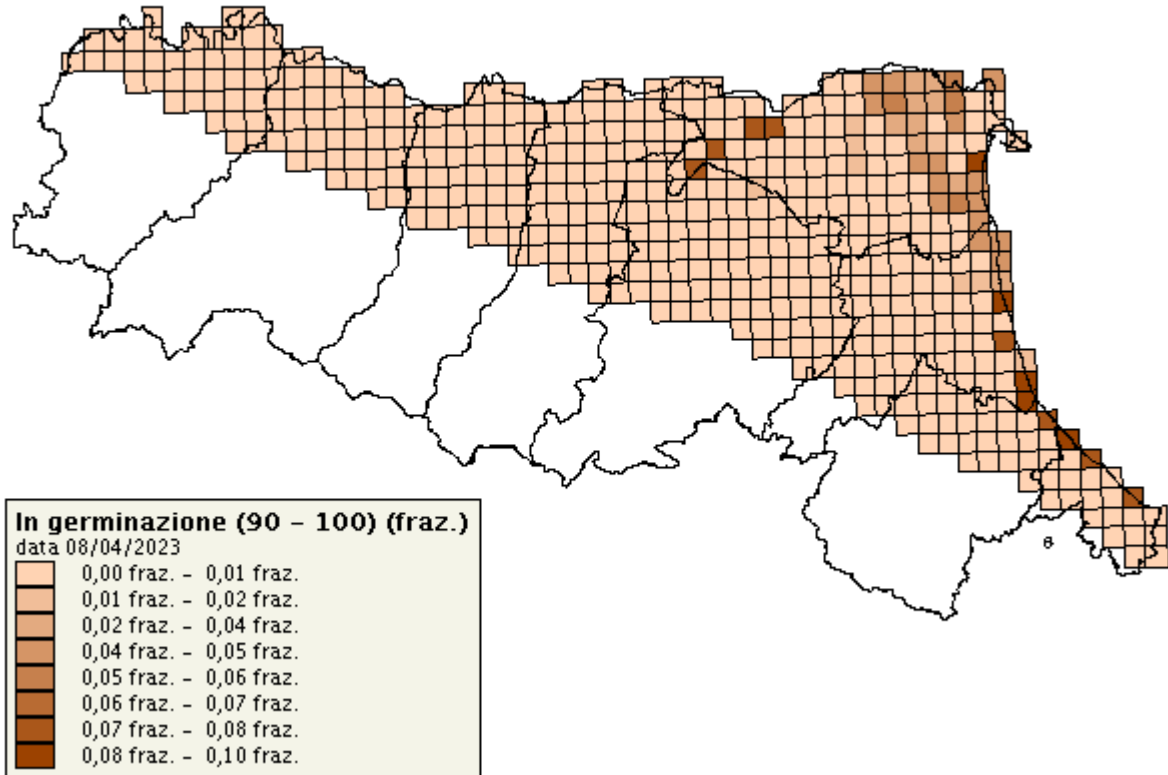 In germinazione (90 – 100) (fraz.)
data 08/04/2023
0,00 fraz. – 0,01 fraz.
0,01 fraz. – 0,02 fraz.
0,02 fraz. – 0,04 fraz.
0,04 fraz. – 0,05 fraz.
0,05 fraz. – 0,06 fraz.
0,06 fraz. – 0,07 fraz.
0,07 fraz. – 0,08 fraz.
0,08 fraz. – 0,10 fraz.